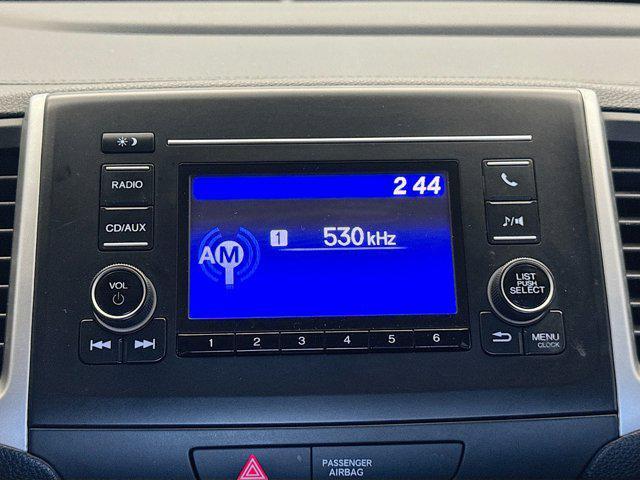 RADIO
CD/AUX
VOL
2 44
1 530 kHz
AM
1 2 3 4 5 6
LIST
PUSH
SELECT
MENU
CLOCK
PASSENGER
AIRBAG